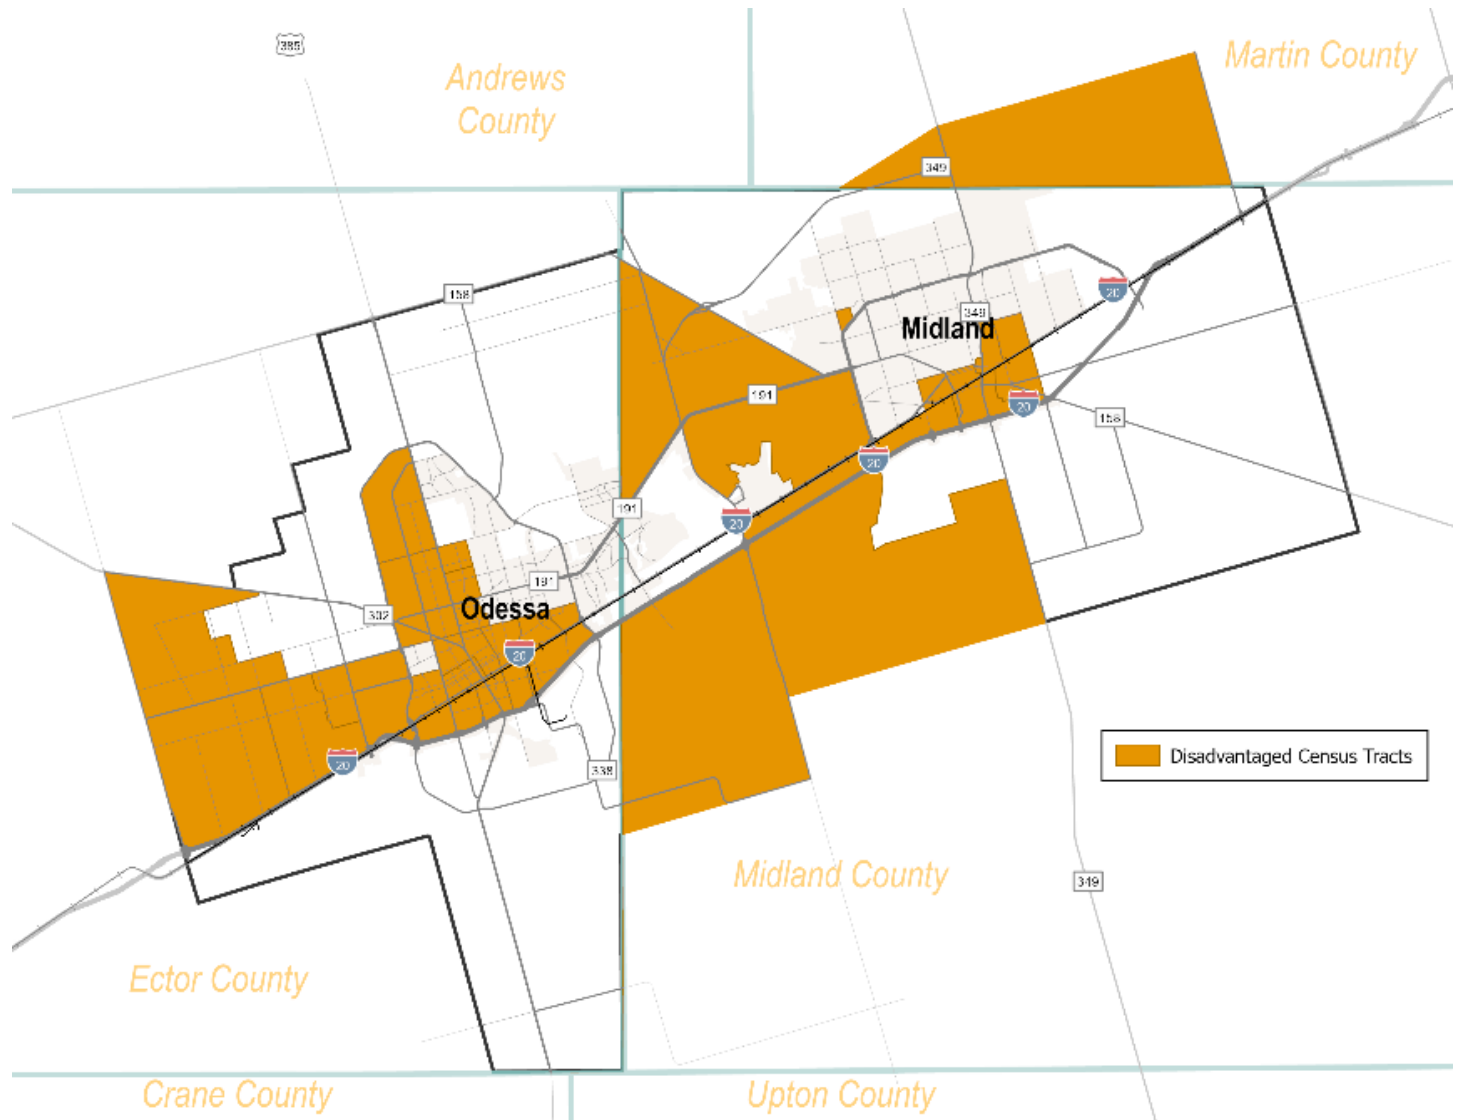 385
Andrews
County
Martin County
349
158
20
349
Midland
191
20
158
20
191
20
191
Odessa
302
20
20
338
Disadvantaged Census Tracts
Midland County
349
Ector County
Crane County
Upton County